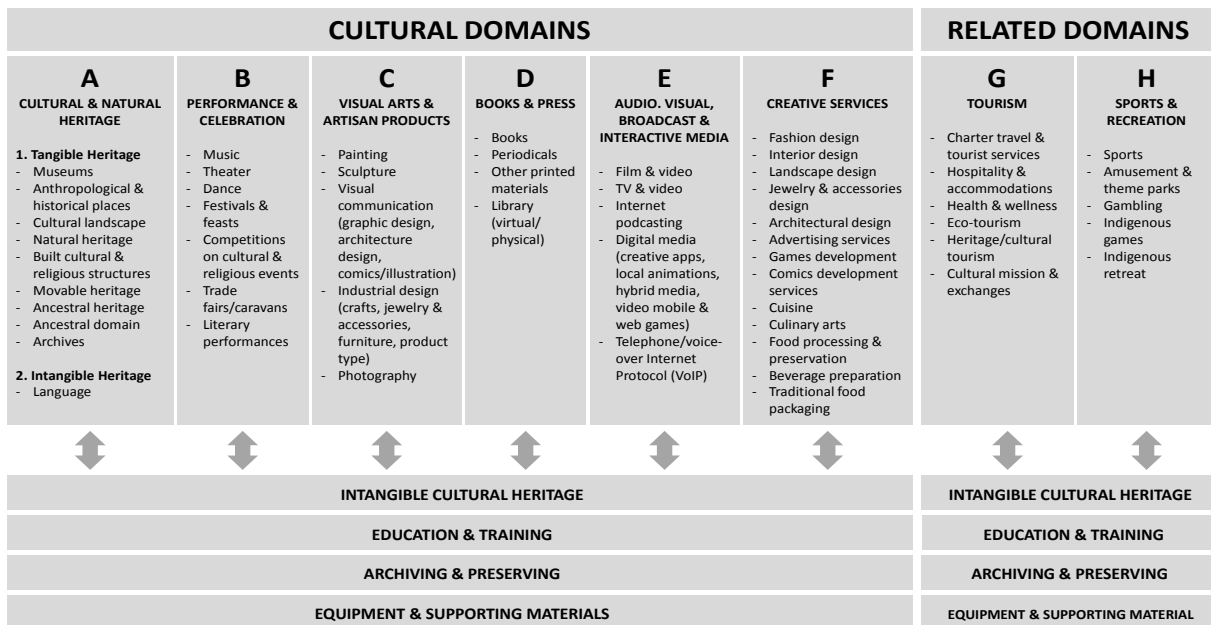 CULTURAL DOMAINS
RELATED DOMAINS
A
CULTURAL & NATURAL
HERITAGE
1. Tangible Heritage
- Museums
- Anthropological &
historical places
- Cultural landscape
- Natural heritage
- Built cultural &
religious structures
- Movable heritage
- Ancestral heritage
- Ancestral domain
- Archives
2. Intangible Heritage
- Language
B
PERFORMANCE &
CELEBRATION
- Music
- Theater
- Dance
- Festivals &
feasts
- Competitions
on cultural &
religious events
- Trade
fairs/caravans
- Literary
performances
C
VISUAL ARTS &
ARTISAN PRODUCTS
- Painting
- Sculpture
- Visual
communication
(graphic design,
architecture
design,
comics/illustration)
- Industrial design
(crafts, jewelry &
accessories,
furniture, product
type)
- Photography
D
BOOKS & PRESS
- Books
- Periodicals
- Other printed
materials
- Library
(virtual/
physical)
E
AUDIO. VISUAL,
BROADCAST &
INTERACTIVE MEDIA
- Film & video
- TV & video
- Internet
podcasting
- Digital media
(creative apps,
local animations,
hybrid media,
video mobile &
web games)
- Telephone/voice-
over Internet
Protocol (VoIP)
F
CREATIVE SERVICES
- Fashion design
- Interior design
- Landscape design
- Jewelry & accessories
design
- Architectural design
- Advertising services
- Games development
- Comics development
services
- Cuisine
- Culinary arts
- Food processing &
preservation
- Beverage preparation
- Traditional food
packaging
G
TOURISM
- Charter travel &
tourist services
- Hospitality &
accommodations
- Health & wellness
- Eco-tourism
- Heritage/cultural
tourism
- Cultural mission &
exchanges
H
SPORTS &
RECREATION
- Sports
- Amusement &
theme parks
- Gambling
- Indigenous
games
- Indigenous
retreat
INTANGIBLE CULTURAL HERITAGE
INTANGIBLE CULTURAL HERITAGE
EDUCATION & TRAINING
EDUCATION & TRAINING
ARCHIVING & PRESERVING
ARCHIVING & PRESERVING
EQUIPMENT & SUPPORTING MATERIALS
EQUIPMENT & SUPPORTING MATERIAL